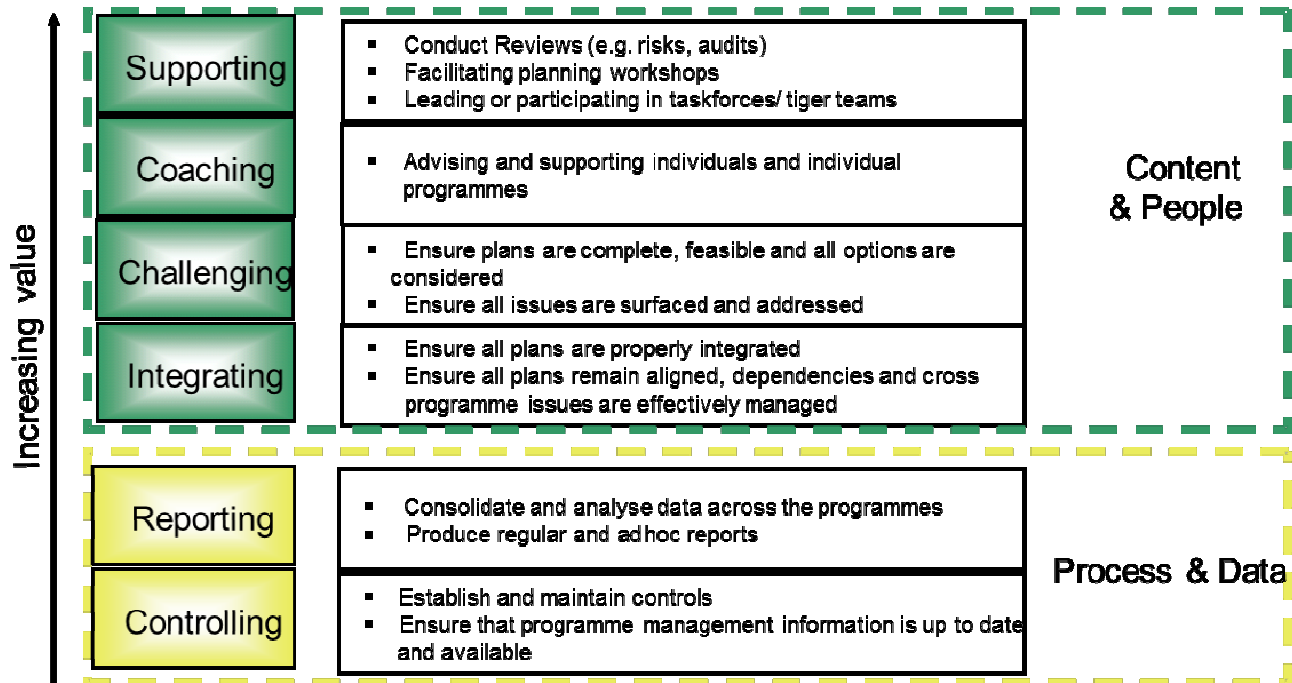 Increasing value
Supporting
▪ Conduct Reviews (e.g. risks, audits)
▪ Facilitating planning workshops
▪ Leading or participating in taskforces/ tiger teams
Coaching
▪ Advising and supporting individuals and individual
programmes
Challenging
▪ Ensure plans are complete, feasible and all options are
considered
▪ Ensure all issues are surfaced and addressed
Integrating
▪ Ensure all plans are properly integrated
▪ Ensure all plans remain aligned, dependencies and cross
programme issues are effectively managed
Content
& People
Reporting
▪ Consolidate and analyse data across the programmes
▪ Produce regular and adhoc reports
Controlling
▪ Establish and maintain controls
▪ Ensure that programme management information is up to date
and available
Process & Data